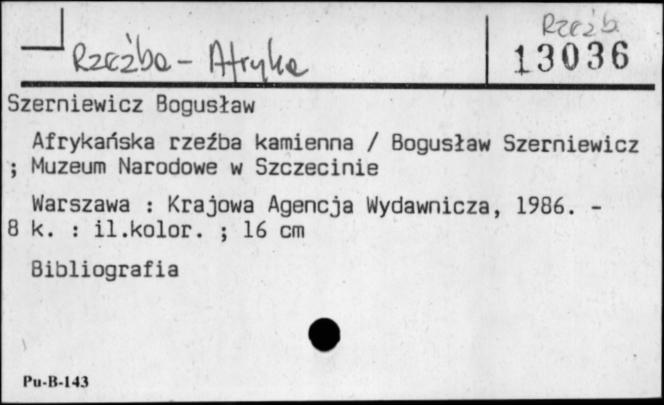 Rzeźba
Rzeźba - Afryka
13036
Szerniewicz Bogusław
Afrykańska rzeźba kamienna / Bogusław Szerniewicz
; Muzeum Narodowe w Szczecinie
Warszawa : Krajowa Agencja Wydawnicza, 1986. -
8 k. : il.kolor. ; 16 cm
Bibliografia
Pu-B-143